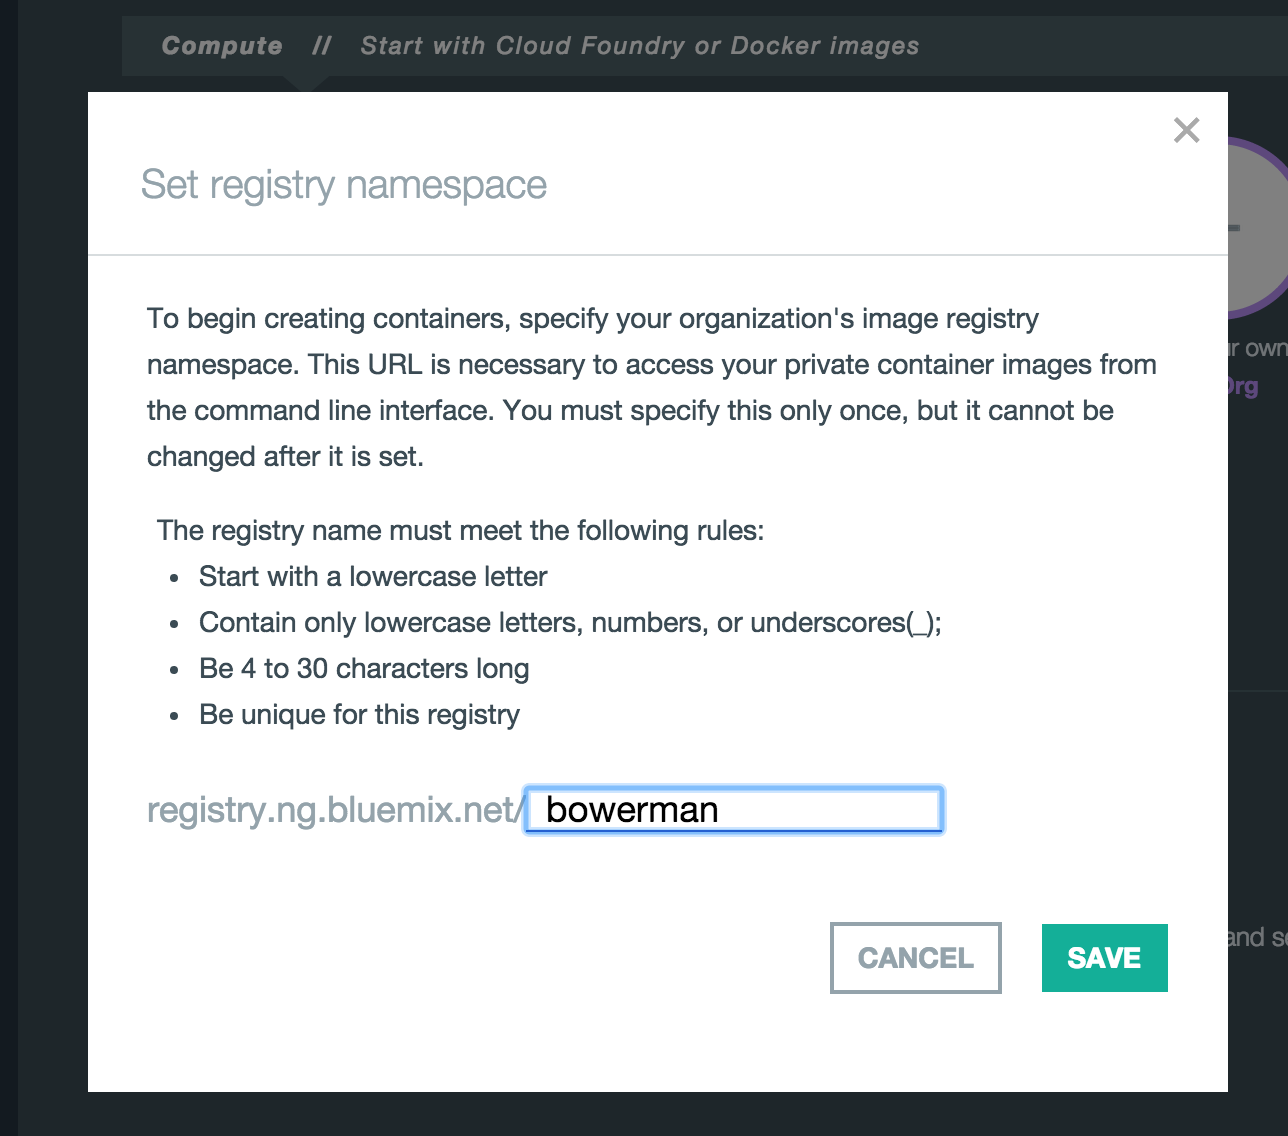 Compute // Start with Cloud Foundry or Docker images
Set registry namespace
To begin creating containers, specify your organization's image registry
namespace. This URL is necessary to access your private container images from
the command line interface. You must specify this only once, but it cannot be
changed after it is set.
The registry name must meet the following rules:
• Start with a lowercase letter
• Contain only lowercase letters, numbers, or underscores(_);
• Be 4 to 30 characters long
• Be unique for this registry
registry.ng.bluemix.net/ bowerman
CANCEL SAVE
own
and